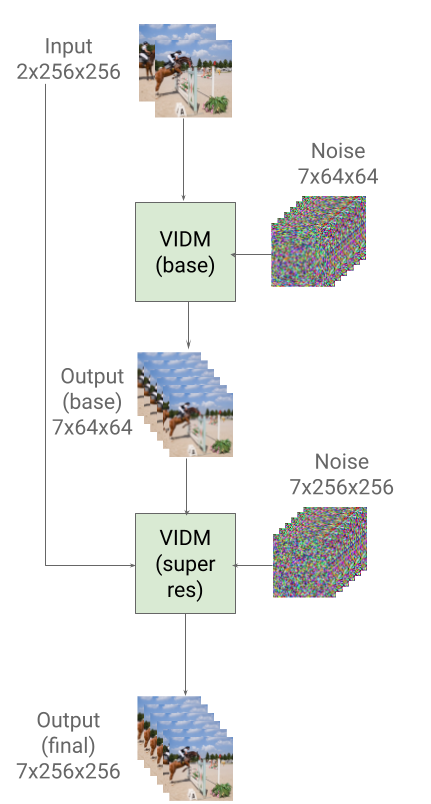 Input
2x256x256
Noise
7x64x64
VIDM
(base)
Output
(base)
7x64x64
Noise
7x256x256
VIDM
(super
res)
Output
(final)
7x256x256